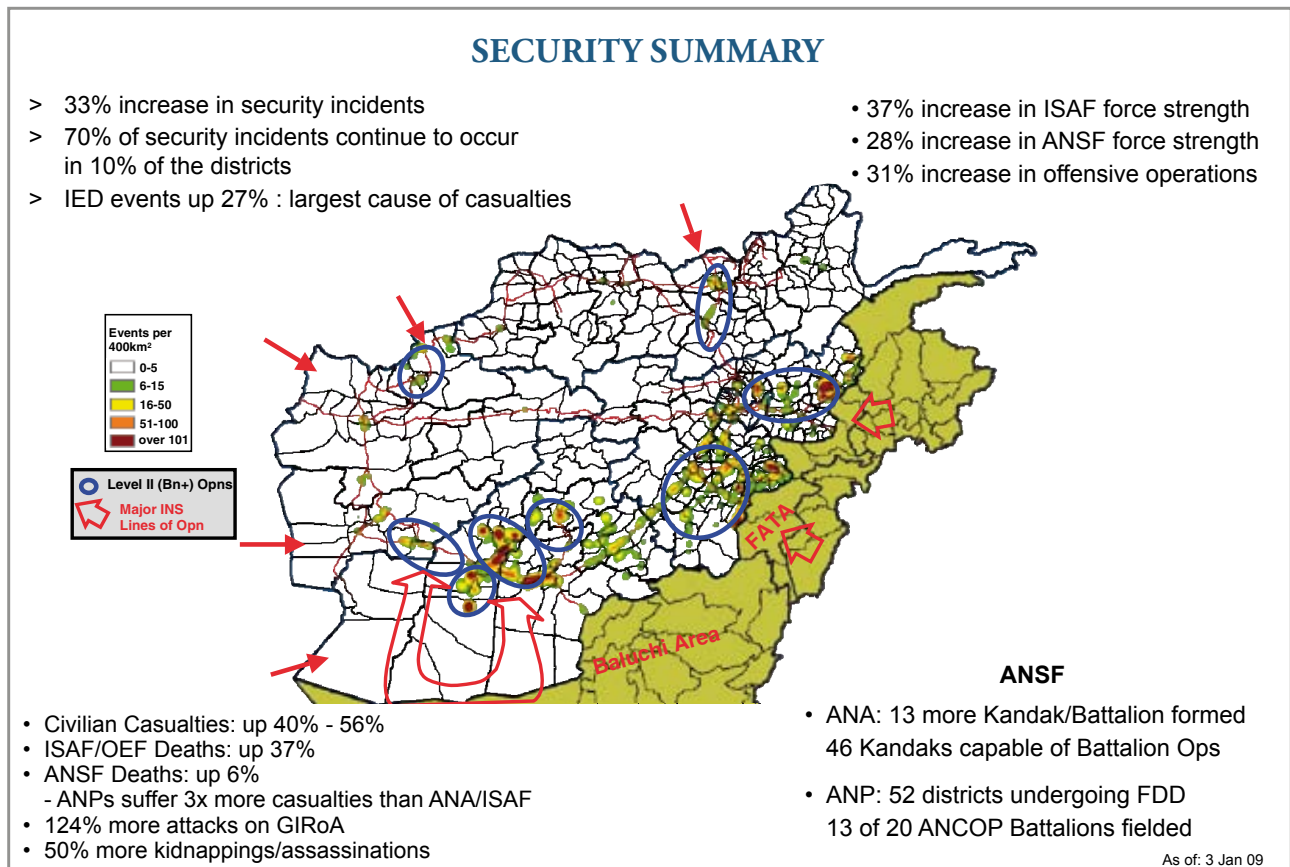 SECURITY SUMMARY
> 33% increase in security incidents
> 70% of security incidents continue to occur
in 10% of the districts
> IED events up 27% : largest cause of casualties
• 37% increase in ISAF force strength
• 28% increase in ANSF force strength
• 31% increase in offensive operations
Events per
400km²
0-5
6-15
16-50
51-100
over 101
Level II (Bn+) Opns
Major INS
Lines of Opn
FATA
Baluchi Area
• Civilian Casualties: up 40% - 56%
• ISAF/OEF Deaths: up 37%
• ANSF Deaths: up 6%
- ANPs suffer 3x more casualties than ANA/ISAF
• 124% more attacks on GIRoA
• 50% more kidnappings/assassinations
ANSF
• ANA: 13 more Kandak/Battalion formed
46 Kandaks capable of Battalion Ops
• ANP: 52 districts undergoing FDD
13 of 20 ANCOP Battalions fielded
As of: 3 Jan 09